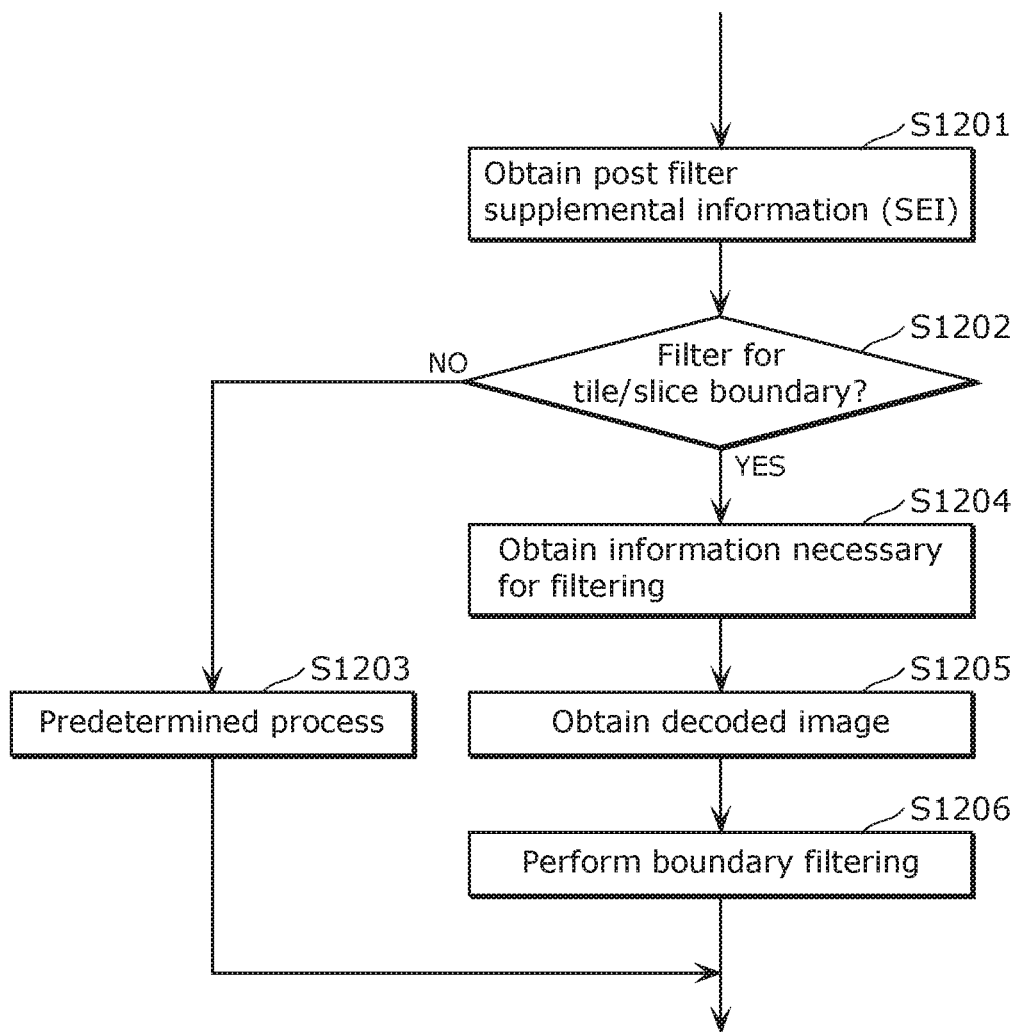 S1201
Obtain post filter
supplemental information (SEI)
S1202
Filter for
tile/slice boundary?
NO
YES
S1204
Obtain information necessary
for filtering
S1203
Predetermined process
S1205
Obtain decoded image
S1206
Perform boundary filtering